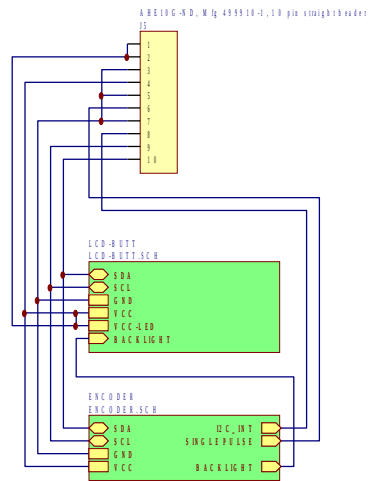 AHE10G-ND, Mfg 499910-1, 10 pin straight header
J5
1
2
3
4
5
6
7
8
9
10
LCD-BUTT
LCD-BUTT.SCH
SDA
SCL
GND
VCC
VCC-LED
BACKLIGHT
ENCODER
ENCODER.SCH
SDA I2C_INT
SCL SINGLEPULSE
GND
VCC BACKLIGHT